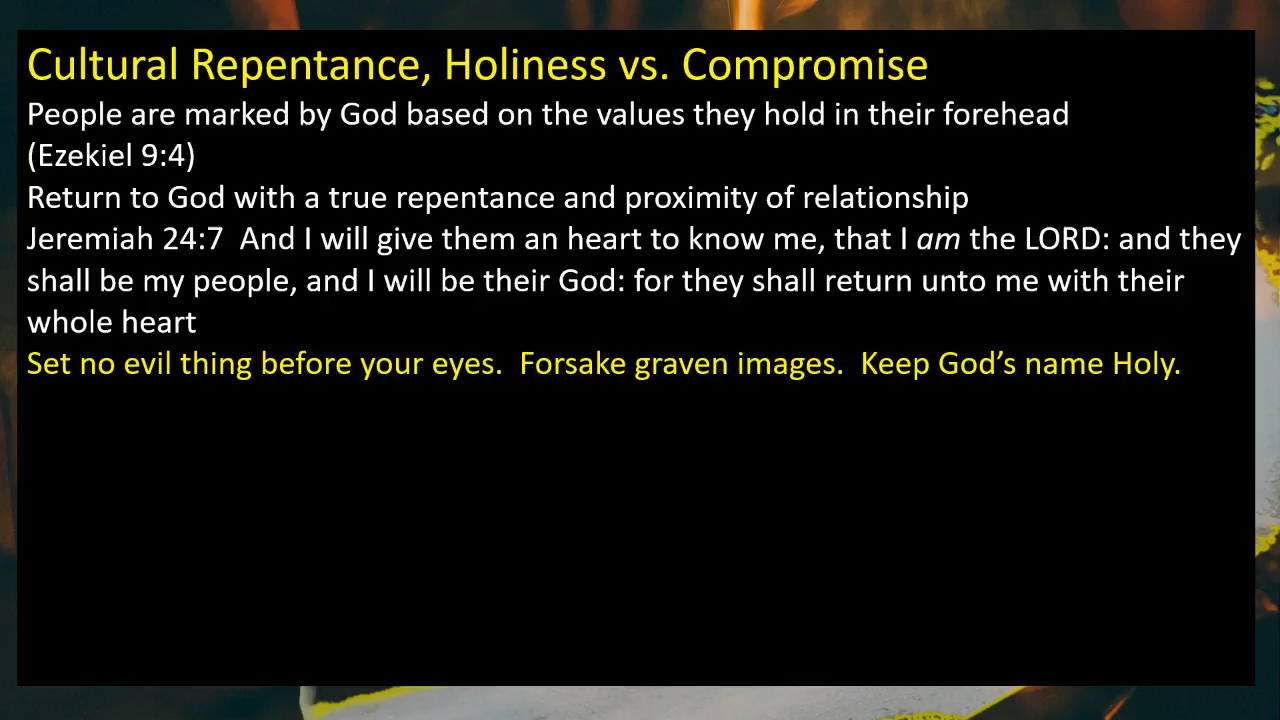 Cultural Repentance, Holiness vs. Compromise
People are marked by God based on the values they hold in their forehead
(Ezekiel 9:4)
Return to God with a true repentance and proximity of relationship
Jeremiah 24:7  And I will give them an heart to know me, that I am the LORD: and they
shall be my people, and I will be their God: for they shall return unto me with their
whole heart
Set no evil thing before your eyes.  Forsake graven images.  Keep God’s name Holy.